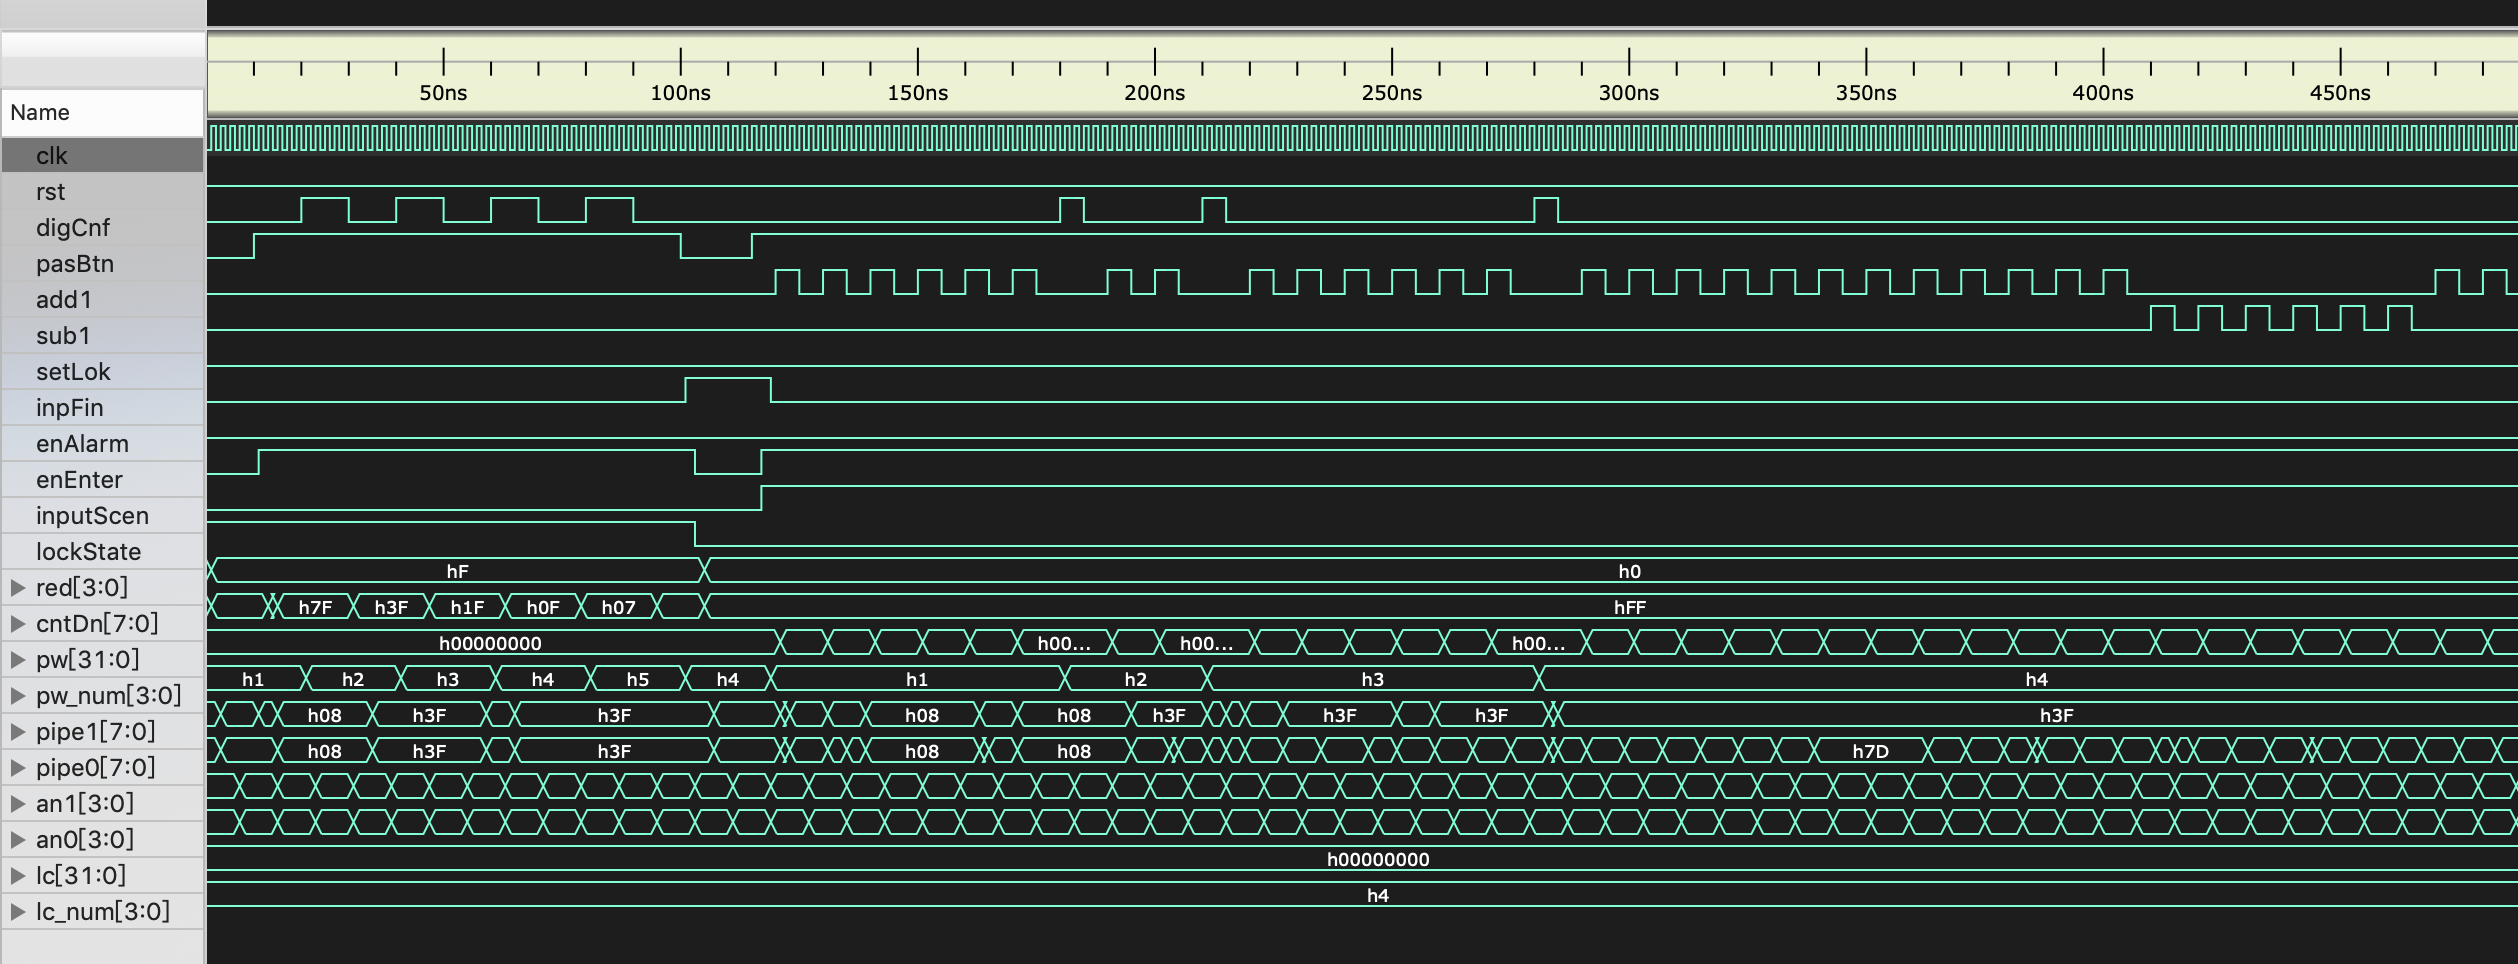 50ns 100ns 150ns 200ns 250ns 300ns 350ns 400ns 450ns
Name
clk
rst
digCnf
pasBtn
add1
sub1
setLok
inpFin
enAlarm
enEnter
inputScen
lockState
hF h0
red[3:0]
h7F h3F h1F h0F h07 hFF
cntDn[7:0]
h00000000 h00... h00... h00...
pw[31:0]
h1 h2 h3 h4 h5 h4 h1 h2 h3 h4
pw_num[3:0]
h08 h3F h3F h08 h08 h3F h3F h3F h3F
pipe1[7:0]
h08 h3F h3F h08 h08 h7D
pipe0[7:0]
an1[3:0]
an0[3:0]
h00000000
lc[31:0]
h4
lc_num[3:0]